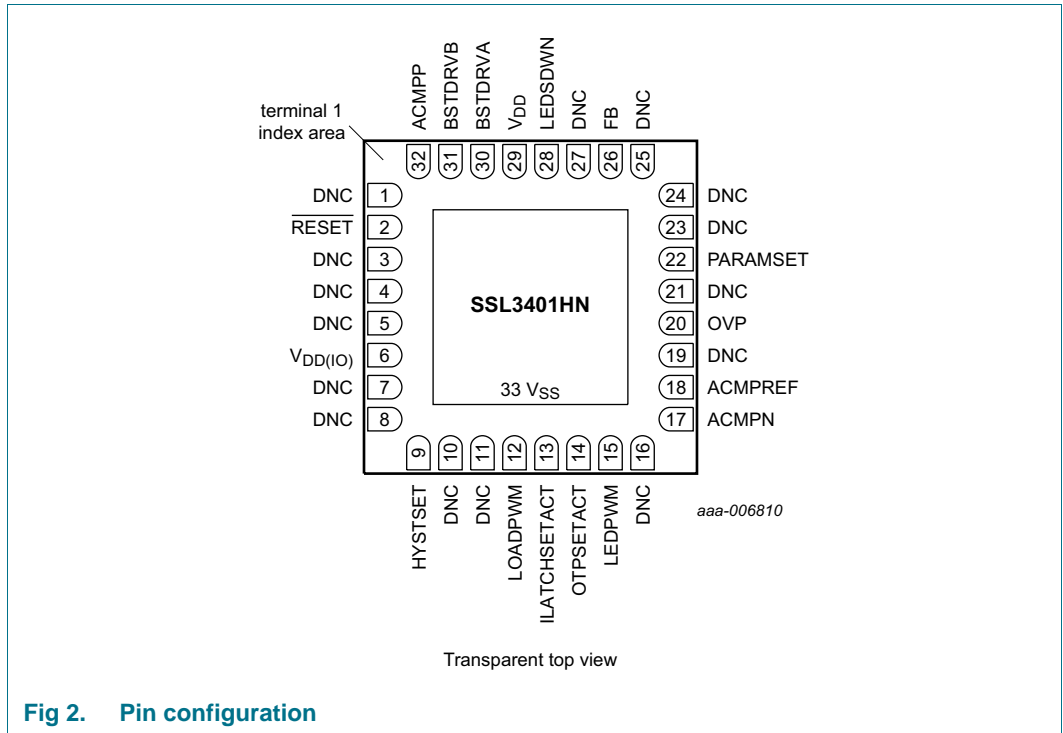 ACMPP
BSTDRVB
BSTDRVA
VDD
LEDSDWN
DNC
FB
DNC
terminal 1
index area
32
31
30
29
28
27
26
25
DNC 1
RESET 2
DNC 3
DNC 4
DNC 5
VDD(IO) 6
DNC 7
DNC 8
24 DNC
23 DNC
22 PARAMSET
21 DNC
20 OVP
19 DNC
18 ACMPREF
17 ACMPN
SSL3401HN
33 VSS
9
10
11
12
13
14
15
16
HYSTSET
DNC
DNC
LOADPWM
ILATCHSETACT
OTPSETACT
LEDPWM
DNC
aaa-006810
Transparent top view
Fig 2. Pin configuration